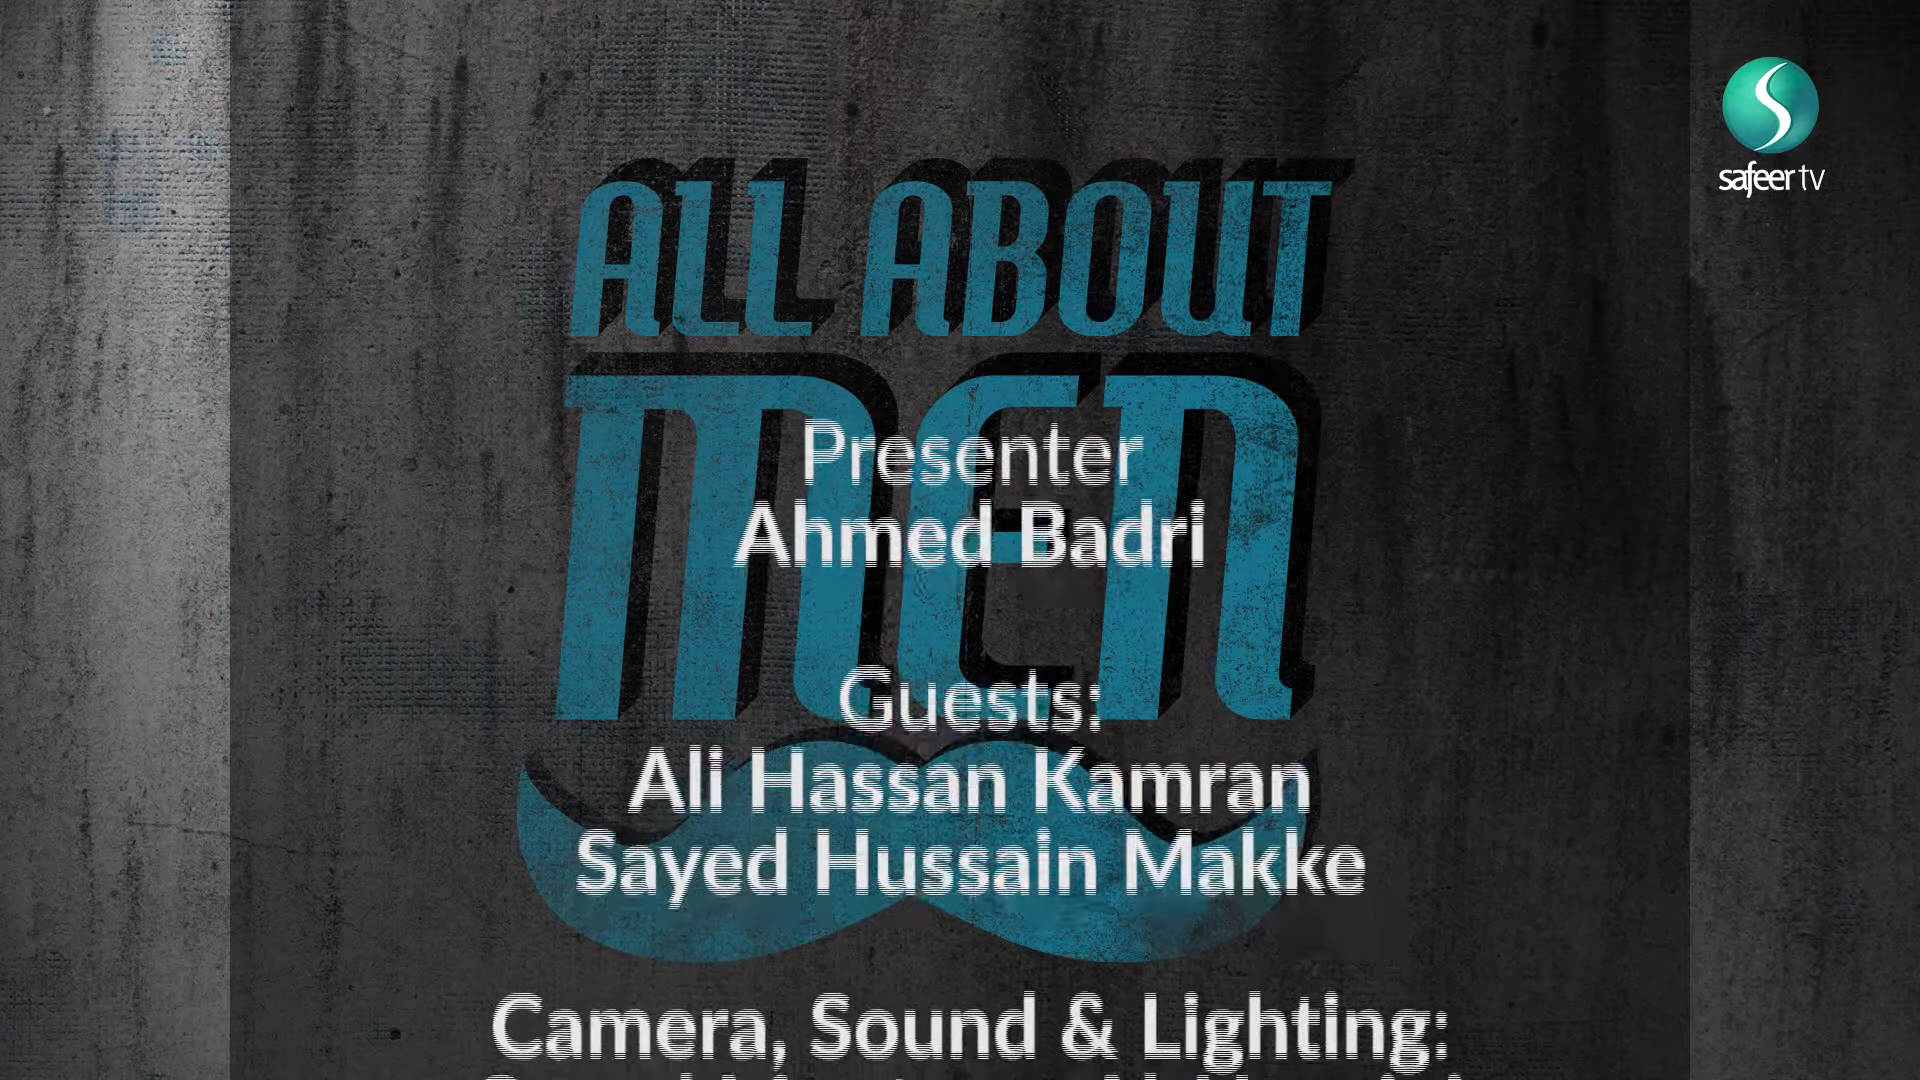 safeer tv
ALL ABOUT
MEN
Presenter
Ahmed Badri
Guests:
Ali Hassan Kamran
Sayed Hussain Makke
Camera, Sound & Lighting: